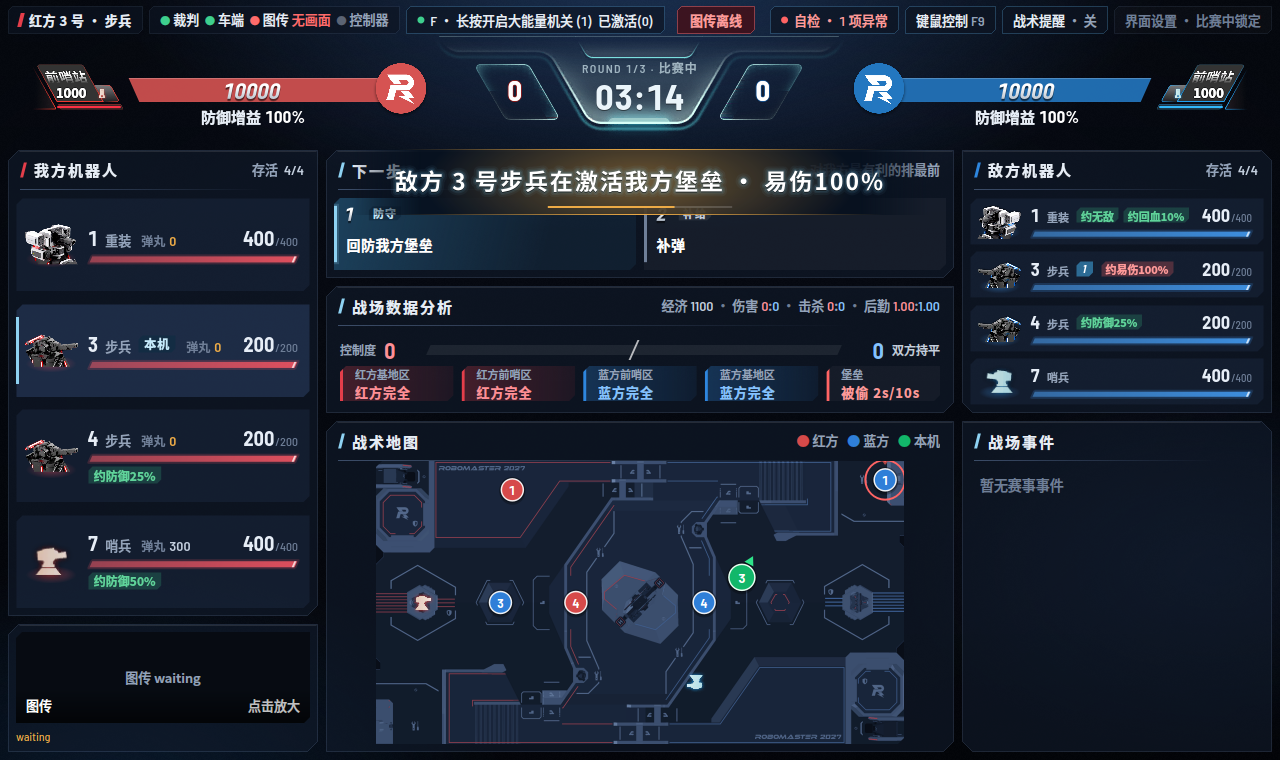 红方 3 号 · 步兵
裁判 车端 图传 无画面 控制器
F · 长按开启大能量机关 (1) 已激活(0)
图传离线
自检 · 1 项异常
键鼠控制 F9
战术提醒 · 关
界面设置 · 比赛中锁定
前哨站
1000
10000
防御增益 100%
0
ROUND 1/3 · 比赛中
03:14
0
10000
防御增益 100%
前哨站
1000
我方机器人 存活 4/4
1 重装 弹丸 0 400/400
3 步兵 本机 弹丸 0 200/200
4 步兵 弹丸 0 200/200
约防御25%
7 哨兵 弹丸 300 400/400
约防御50%
图传 waiting
图传 点击放大
waiting
下一步 利的排最前
敌方 3 号步兵在激活我方堡垒 · 易伤100%
1 防守
回防我方堡垒
2 补给
补弹
战场数据分析 经济 1100 · 伤害 0:0 · 击杀 0:0 · 后勤 1.00:1.00
控制度 0 0 双方持平
红方基地区
红方完全
红方前哨区
红方完全
蓝方前哨区
蓝方完全
蓝方基地区
蓝方完全
堡垒
被偷 2s/10s
战术地图 红方 蓝方 本机
ROBOMASTER 2027
1
1
3
3
4
4
ROBOMASTER 2027
敌方机器人 存活 4/4
1 重装 约无敌 约回血10% 400/400
3 步兵 1 约易伤100% 200/200
4 步兵 约防御25% 200/200
7 哨兵 400/400
战场事件
暂无赛事事件